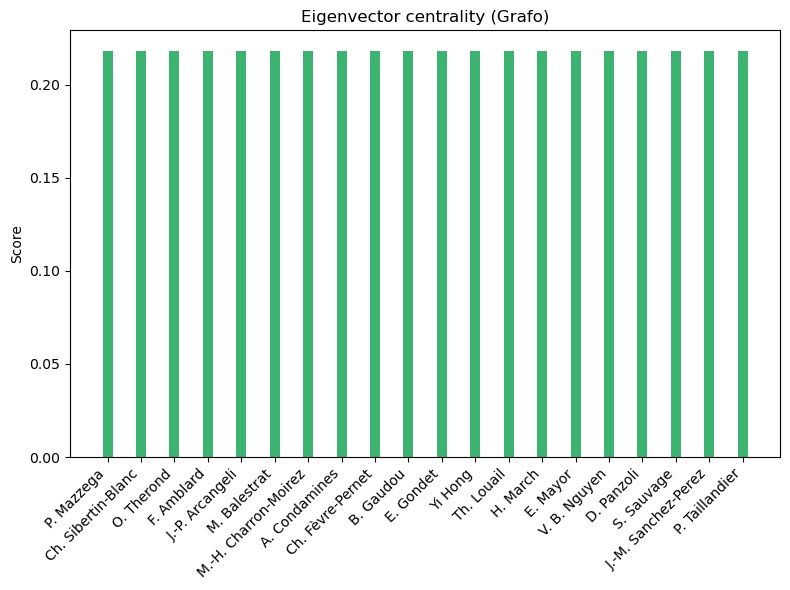 Eigenvector centrality (Grafo)
Score
0.20
0.15
0.10
0.05
0.00
P. Mazzega
Ch. Sibertin-Blanc
O. Therond
F. Amblard
J.-P. Arcangeli
M. Balestrat
M.-H. Charron-Moirez
A. Condamines
Ch. Fèvre-Pernet
B. Gaudou
E. Gondet
Yi Hong
Th. Louail
H. March
E. Mayor
V. B. Nguyen
D. Panzoli
S. Sauvage
J.-M. Sanchez-Perez
P. Taillandier